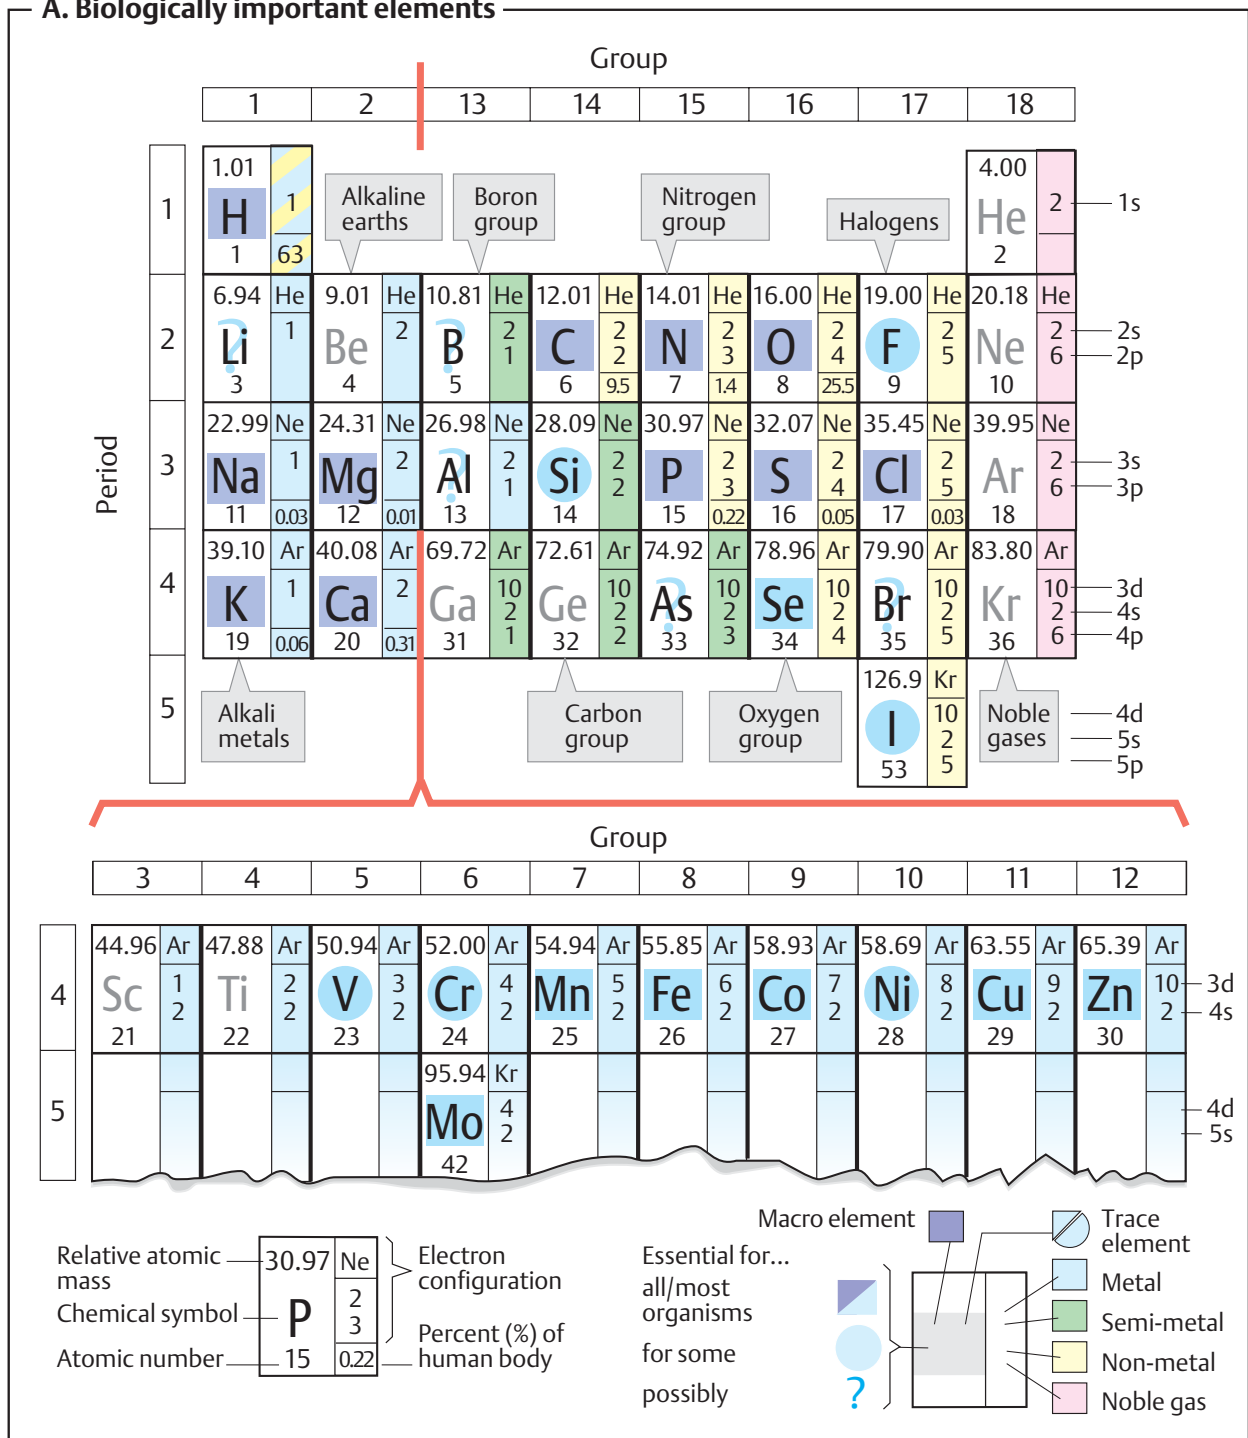 A. Biologically important elements
Group
1 2 13 14 15 16 17 18
Period
1
1.01 1 63 H 1
Alkaline earths
Boron group
Nitrogen group
Halogens
4.00 2 He 2
1s
2
6.94 He 1 ? Li 3
9.01 He 2 Be 4
10.81 He 2 1 ? B 5
12.01 He 2 2 9.5 C 6
14.01 He 2 3 1.4 N 7
16.00 He 2 4 25.5 O 8
19.00 He 2 5 F 9
20.18 He 2 6 Ne 10
2s
2p
3
22.99 Ne 1 0.03 Na 11
24.31 Ne 2 0.01 Mg 12
26.98 Ne 2 1 ? Al 13
28.09 Ne 2 2 Si 14
30.97 Ne 2 3 0.22 P 15
32.07 Ne 2 4 0.05 S 16
35.45 Ne 2 5 0.03 Cl 17
39.95 Ne 2 6 Ar 18
3s
3p
4
39.10 Ar 1 0.06 K 19
40.08 Ar 2 0.31 Ca 20
69.72 Ar 10 2 1 Ga 31
72.61 Ar 10 2 2 Ge 32
74.92 Ar 10 2 3 ? As 33
78.96 Ar 10 2 4 Se 34
79.90 Ar 10 2 5 ? Br 35
83.80 Ar 10 2 6 Kr 36
3d
4s
4p
5
Alkali metals
Carbon group
Oxygen group
126.9 Kr 10 2 5 I 53
Noble gases
4d
5s
5p
Group
3 4 5 6 7 8 9 10 11 12
4
44.96 Ar 1 2 Sc 21
47.88 Ar 2 2 Ti 22
50.94 Ar 3 2 V 23
52.00 Ar 4 2 Cr 24
54.94 Ar 5 2 Mn 25
55.85 Ar 6 2 Fe 26
58.93 Ar 7 2 Co 27
58.69 Ar 8 2 Ni 28
63.55 Ar 9 2 Cu 29
65.39 Ar 10 2 Zn 30
3d
4s
5
95.94 Kr 4 2 Mo 42
4d
5s
Relative atomic
mass
Chemical symbol
Atomic number
30.97 Ne
2
3
P
15 0.22
Electron
configuration
Percent (%) of
human body
Essential for...
all/most
organisms
for some
possibly
?
Macro element
Trace
element
Metal
Semi-metal
Non-metal
Noble gas